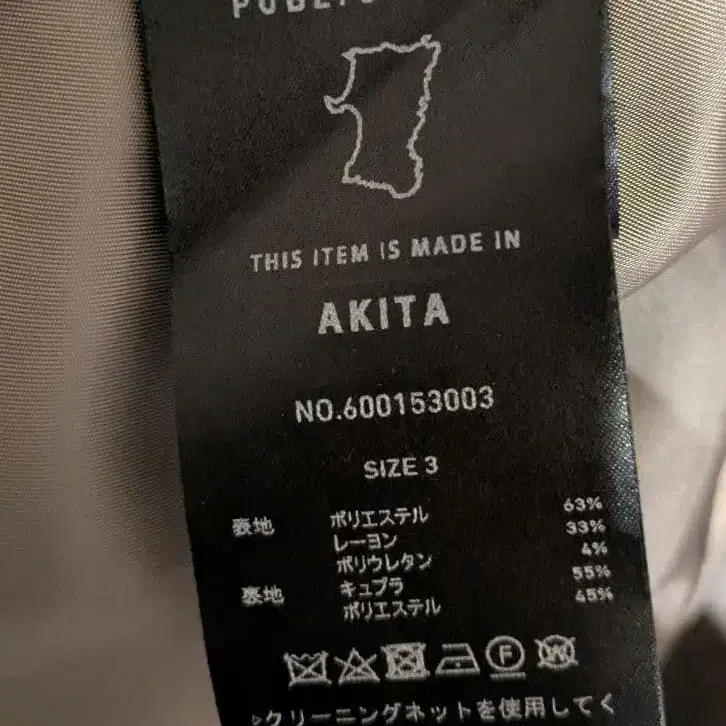 THIS ITEM IS MADE IN
AKITA
NO.600153003
SIZE 3
表地 ポリエステル 63%
レーヨン 33%
ポリウレタン 4%
裏地 キュプラ 55%
ポリエステル 45%
F W
クリーニングネットを使用してく